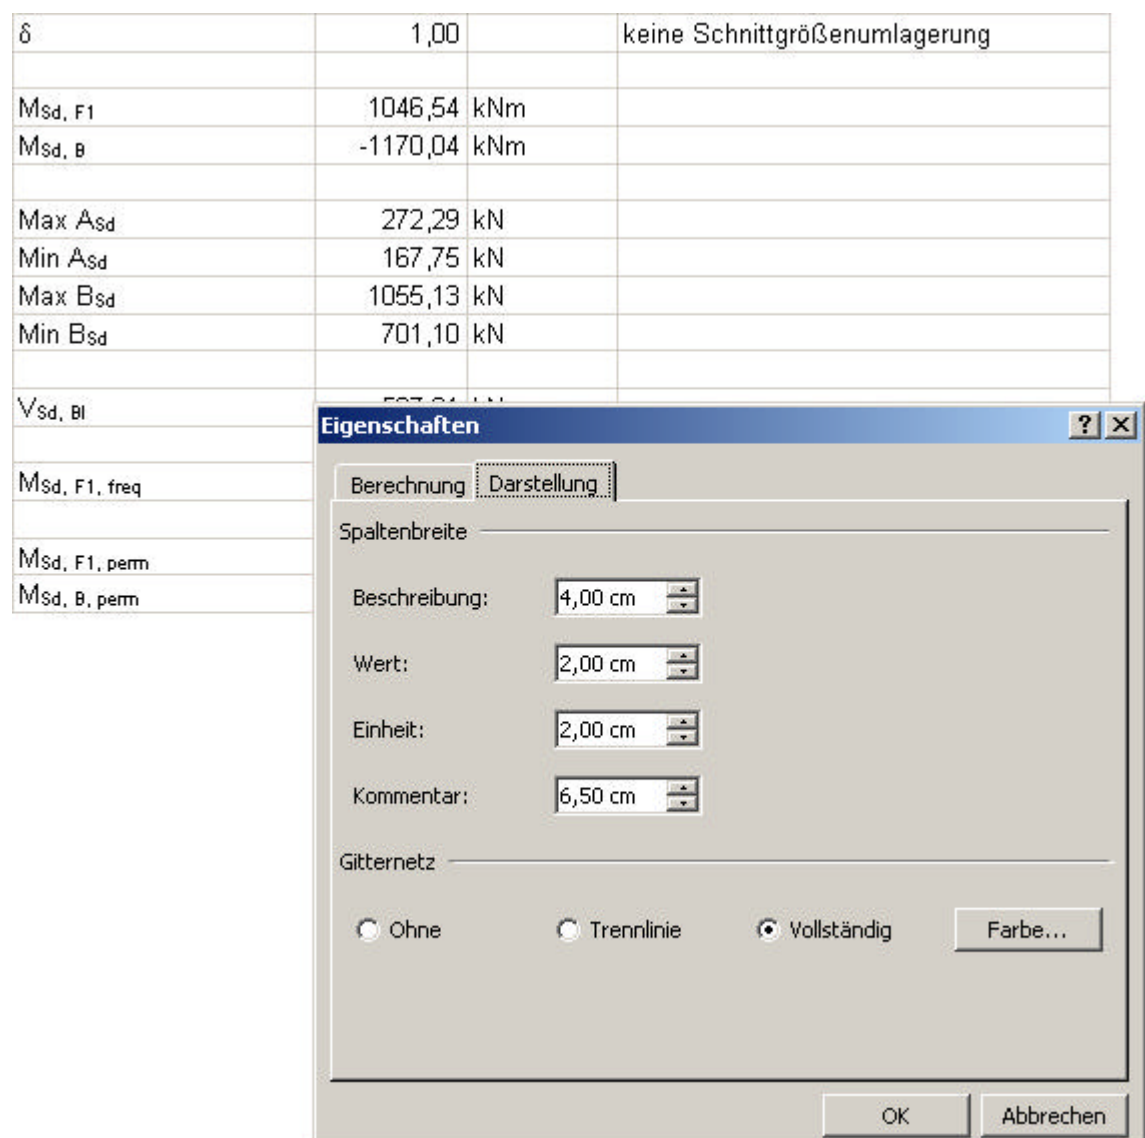 δ 1,00 keine Schnittgrößenumlagerung
MSd, F1 1046,54 kNm
MSd, B -1170,04 kNm
Max ASd 272,29 kN
Min ASd 167,75 kN
Max BSd 1055,13 kN
Min BSd 701,10 kN
VSd, Bl
MSd, F1, freq
MSd, F1, perm
MSd, B, perm
Eigenschaften
Berechnung Darstellung
Spaltenbreite
Beschreibung: 4,00 cm
Wert: 2,00 cm
Einheit: 2,00 cm
Kommentar: 6,50 cm
Gitternetz
Ohne Trennlinie Vollständig Farbe...
OK Abbrechen